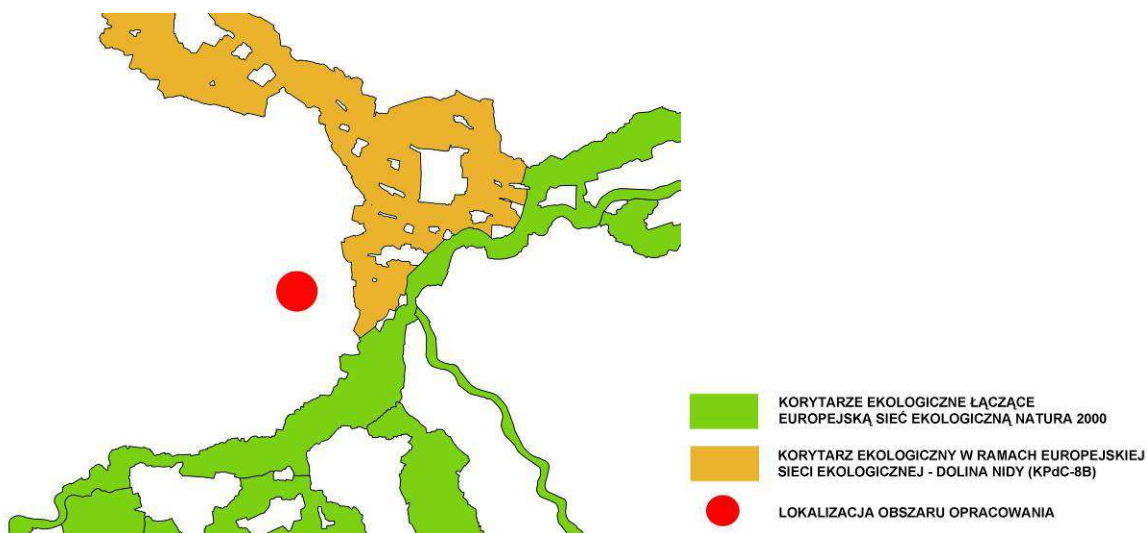 KORYTARZE EKOLOGICZNE ŁĄCZĄCE
EUROPEJSKĄ SIEĆ EKOLOGICZNĄ NATURA 2000
KORYTARZ EKOLOGICZNY W RAMACH EUROPEJSKIEJ
SIECI EKOLOGICZNEJ - DOLINA NIDY (KPdC-8B)
LOKALIZACJA OBSZARU OPRACOWANIA